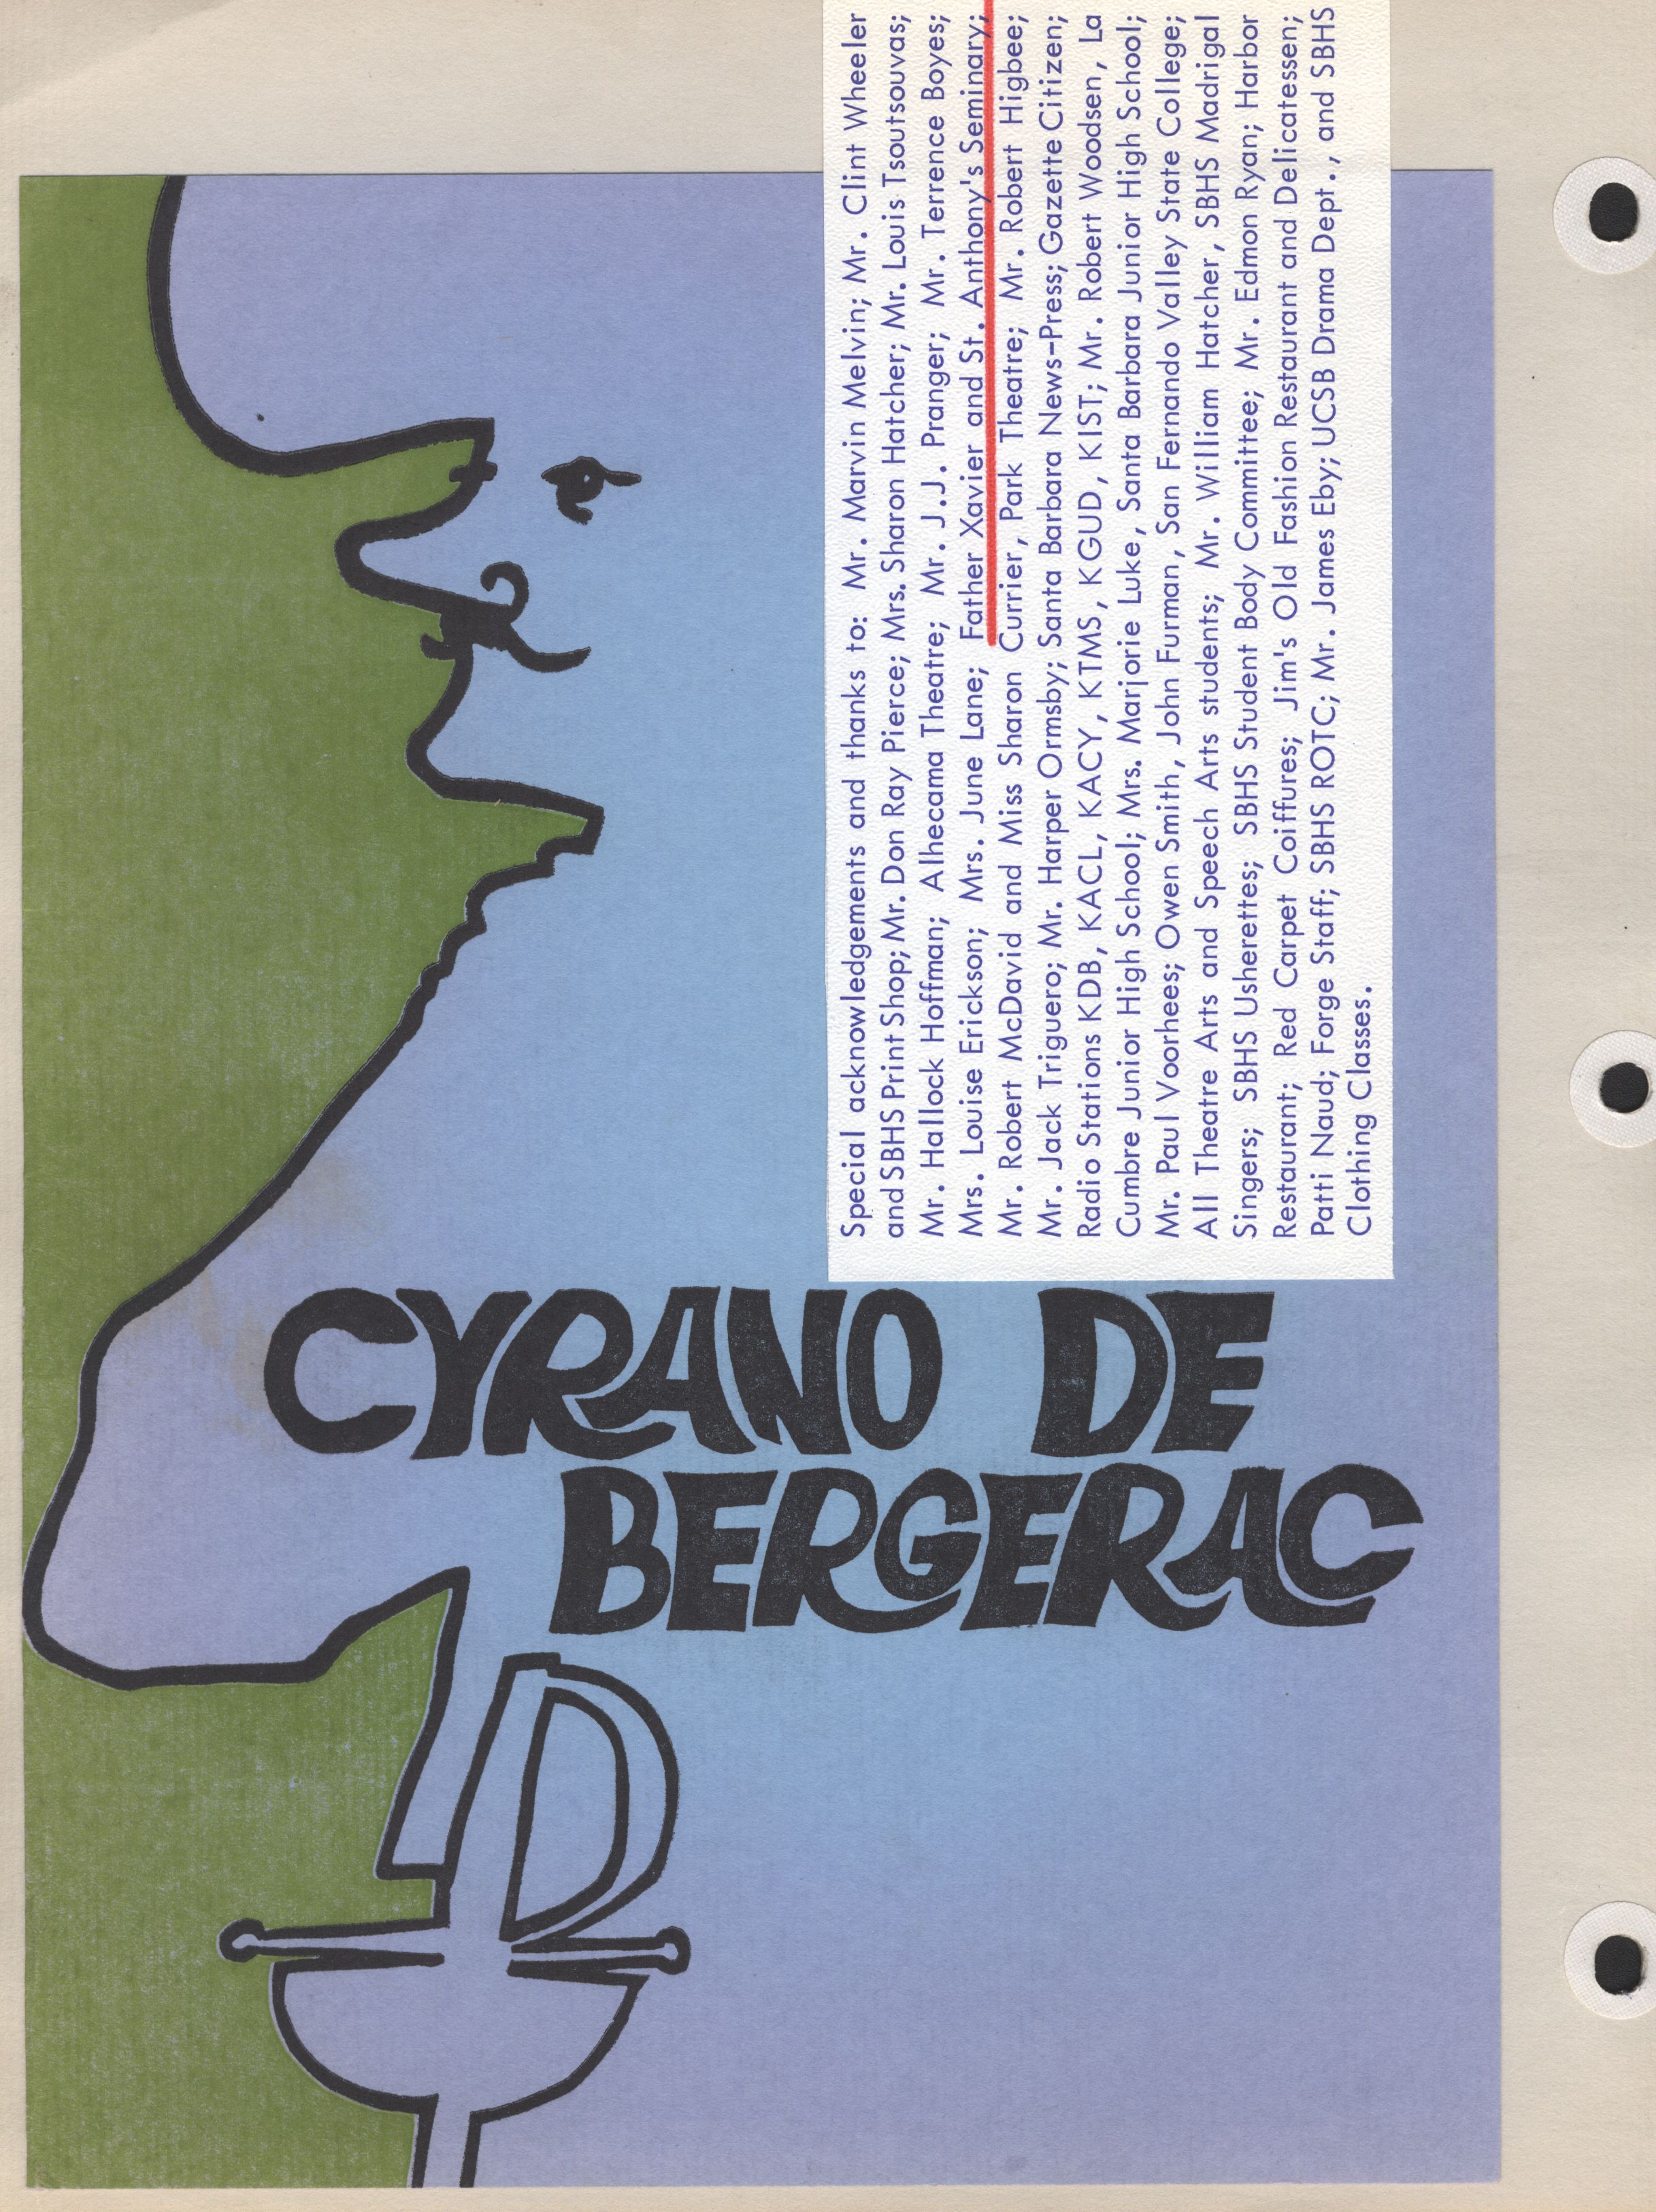 CYRANO DE
BERGERAC
Special acknowledgements and thanks to: Mr. Marvin Melvin; Mr. Clint Wheeler
and SBHS Print Shop; Mr. Don Ray Pierce; Mrs. Sharon Hatcher; Mr. Louis Tsoutsouvas;
Mr. Hallock Hoffman; Alhecama Theatre; Mr. J.J. Pranger; Mr. Terrence Boyes;
Mrs. Louise Erickson; Mrs. June Lane; Father Xavier and St. Anthony's Seminary;
Mr. Robert McDavid and Miss Sharon Currier, Park Theatre; Mr. Robert Higbee;
Mr. Jack Triguero; Mr. Harper Ormsby; Santa Barbara News-Press; Gazette Citizen;
Radio Stations KDB, KACL, KACY, KTMS, KGUD, KIST; Mr. Robert Woodsen, La
Cumbre Junior High School; Mrs. Marjorie Luke, Santa Barbara Junior High School;
Mr. Paul Voorhees; Owen Smith, John Furman, San Fernando Valley State College;
All Theatre Arts and Speech Arts students; Mr. William Hatcher, SBHS Madrigal
Singers; SBHS Usherettes; SBHS Student Body Committee; Mr. Edmon Ryan; Harbor
Restaurant; Red Carpet Coiffures; Jim's Old Fashion Restaurant and Delicatessen;
Patti Naud; Forge Staff; SBHS ROTC; Mr. James Eby; UCSB Drama Dept., and SBHS
Clothing Classes.